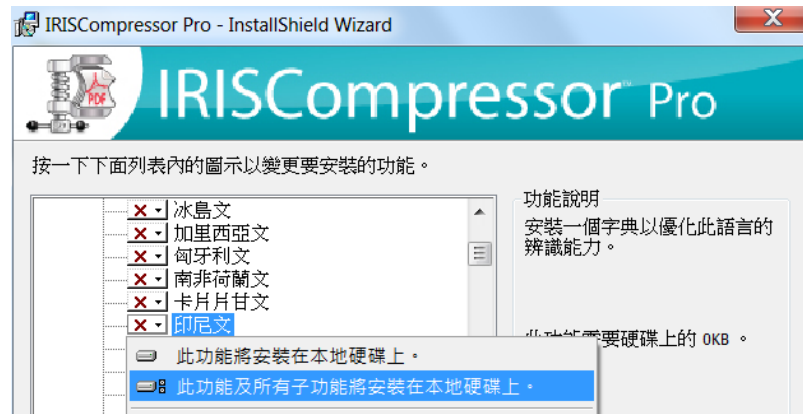 IRISCompressor Pro - InstallShield Wizard
PDF
IRISCompressor™ Pro
按一下下面列表內的圖示以變更要安裝的功能。
冰島文
加里西亞文
匈牙利文
南非荷蘭文
卡片片甘文
印尼文
功能說明
安裝一個字典以優化此語言的
辨識能力。
此功能需要硬碟上的 0KB 。
此功能將安裝在本地硬碟上。
此功能及所有子功能將安裝在本地硬碟上。